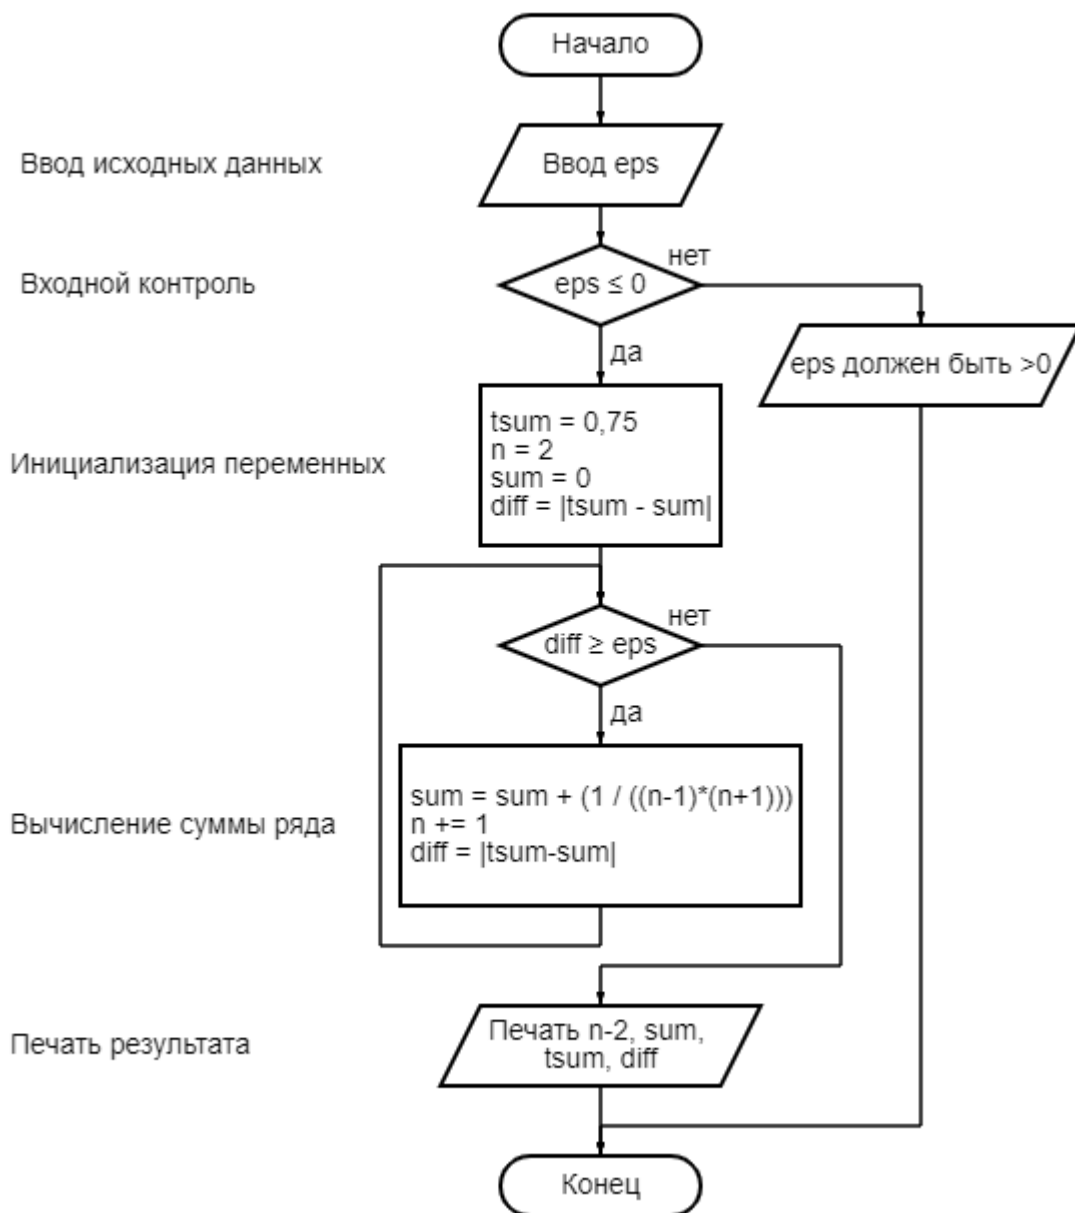 Начало
Ввод исходных данных
Ввод eps
Входной контроль
eps ≤ 0
нет
да
eps должен быть >0
Инициализация переменных
tsum = 0,75
n = 2
sum = 0
diff = |tsum - sum|
diff ≥ eps
нет
да
Вычисление суммы ряда
sum = sum + (1 / ((n-1)*(n+1)))
n += 1
diff = |tsum-sum|
Печать результата
Печать n-2, sum,
tsum, diff
Конец